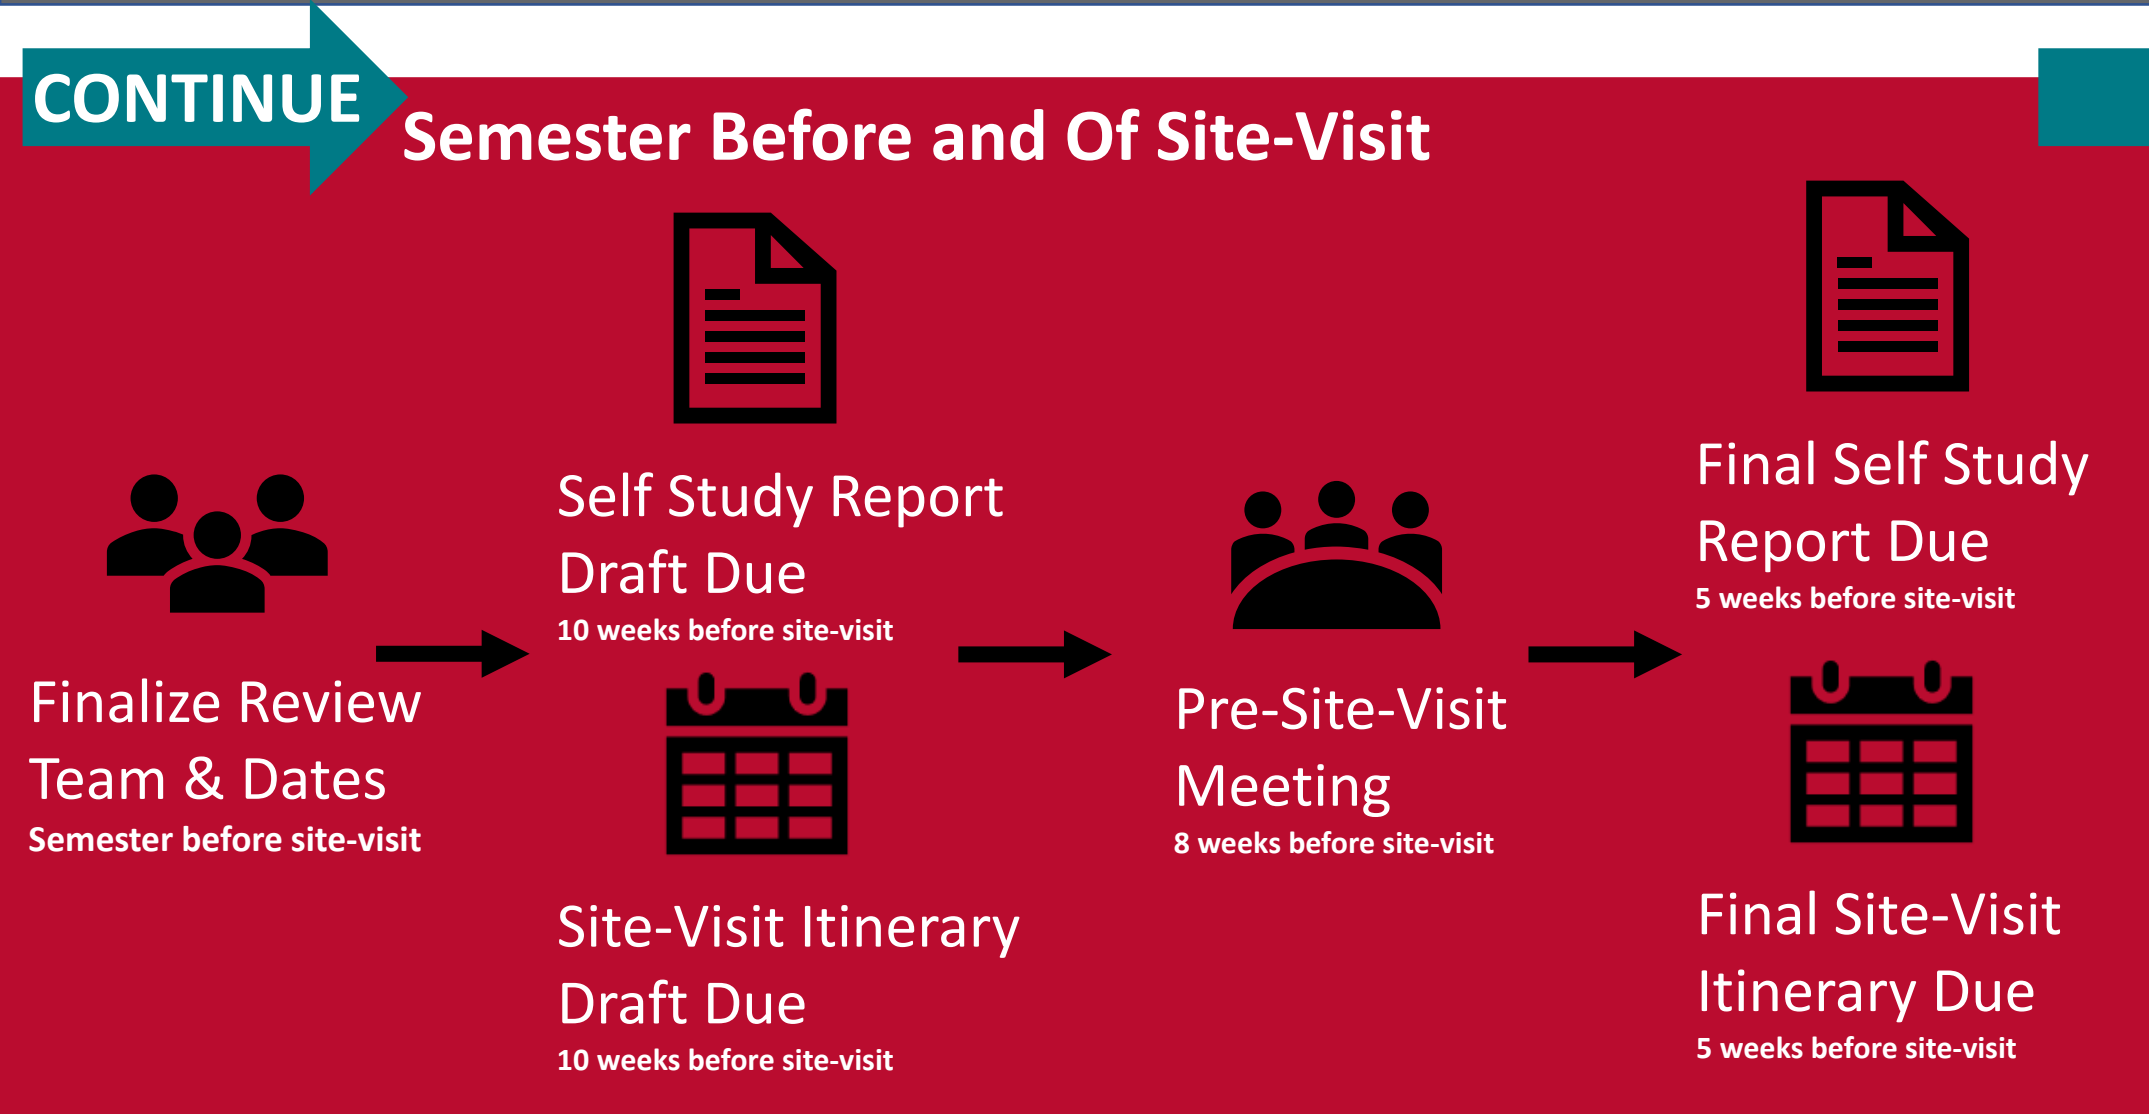 CONTINUE
Semester Before and Of Site-Visit
Finalize Review
Team & Dates
Semester before site-visit
Self Study Report
Draft Due
10 weeks before site-visit
Site-Visit Itinerary
Draft Due
10 weeks before site-visit
Pre-Site-Visit
Meeting
8 weeks before site-visit
Final Self Study
Report Due
5 weeks before site-visit
Final Site-Visit
Itinerary Due
5 weeks before site-visit